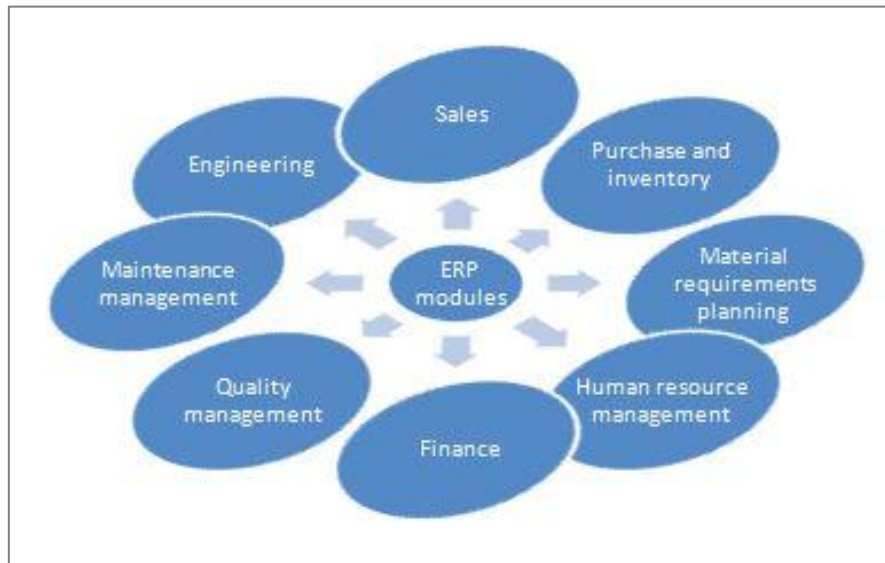 Sales
Engineering
Purchase and
inventory
Maintenance
management
ERP
modules
Material
requirements
planning
Quality
management
Human resource
management
Finance